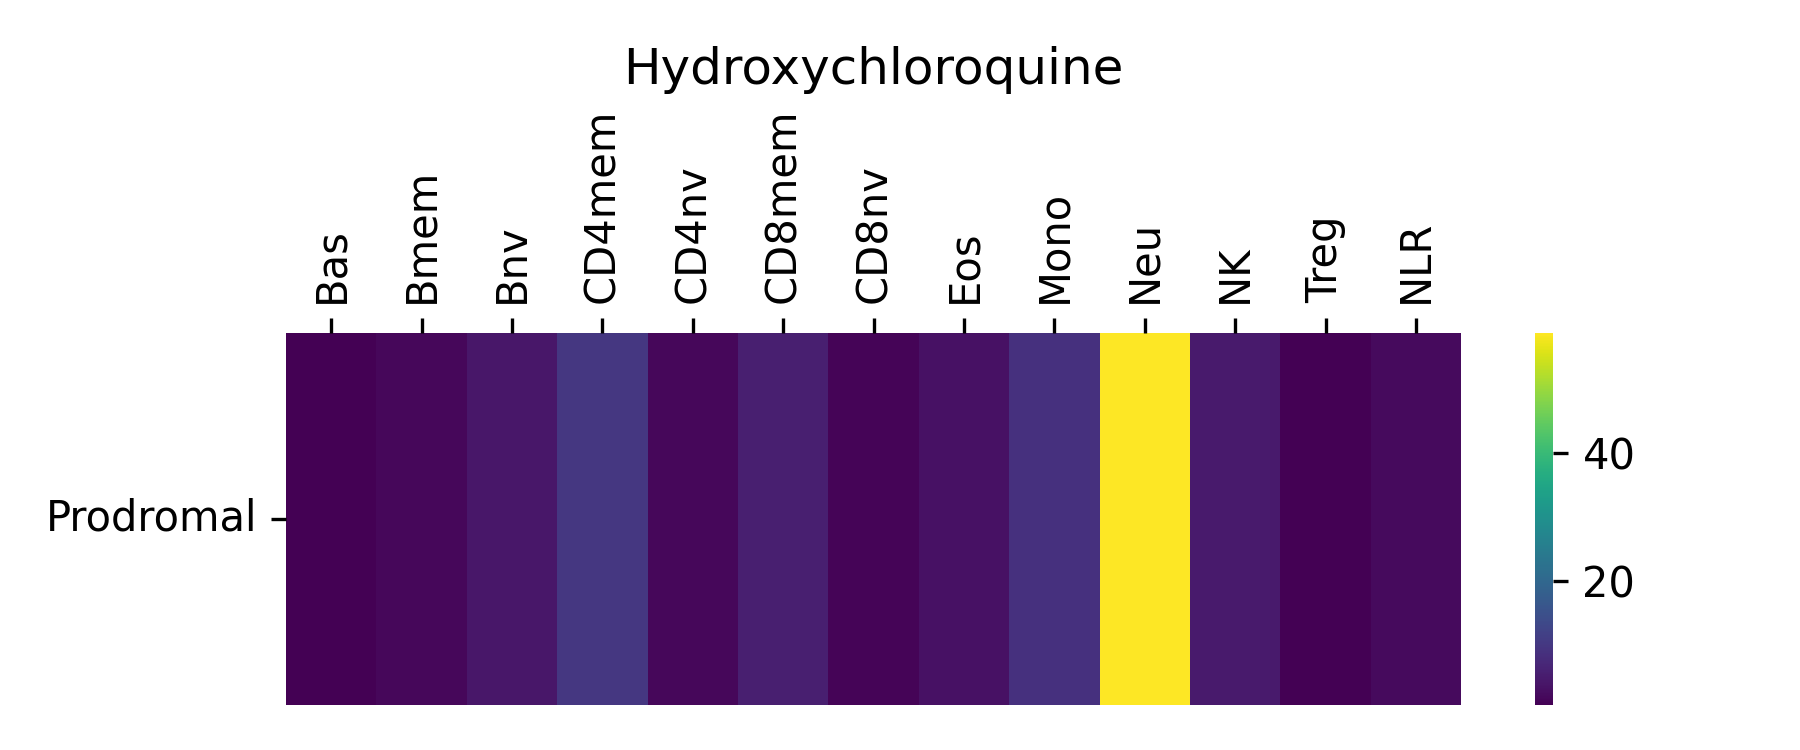 Hydroxychloroquine
Bas
Bmem
Bnv
CD4mem
CD4nv
CD8mem
CD8nv
Eos
Mono
Neu
NK
Treg
NLR
Prodromal
40
20